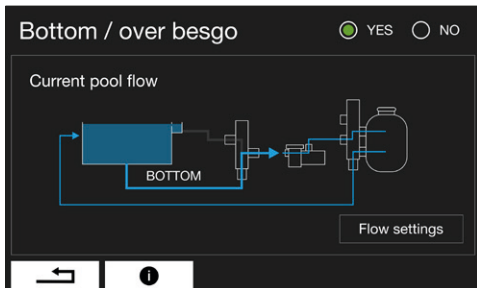 Bottom / over besgo
YES
NO
Current pool flow
BOTTOM
Flow settings
i